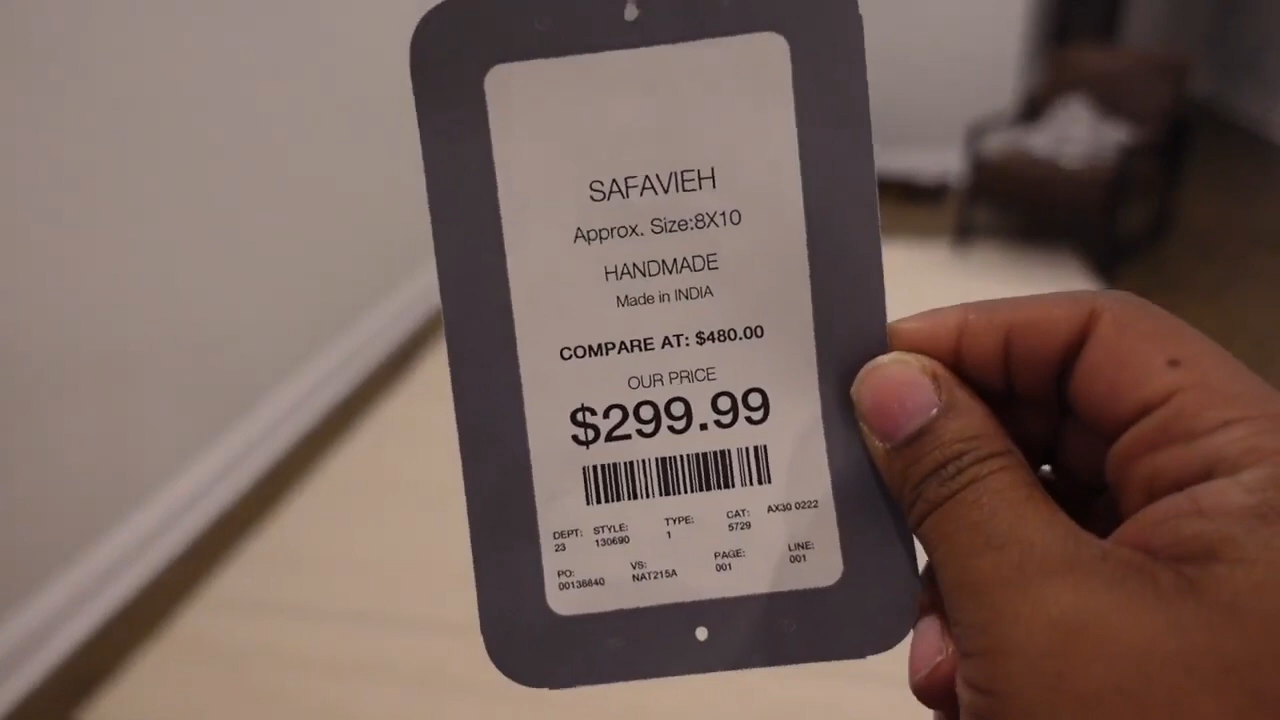 SAFAVIEH
Approx. Size:8X10
HANDMADE
Made in INDIA
COMPARE AT: $480.00
OUR PRICE
$299.99
DEPT: STYLE: TYPE: CAT: AX30 0222
23 130690 1 5729
PO: VS: PAGE: LINE:
00136840 NAT215A 001 001